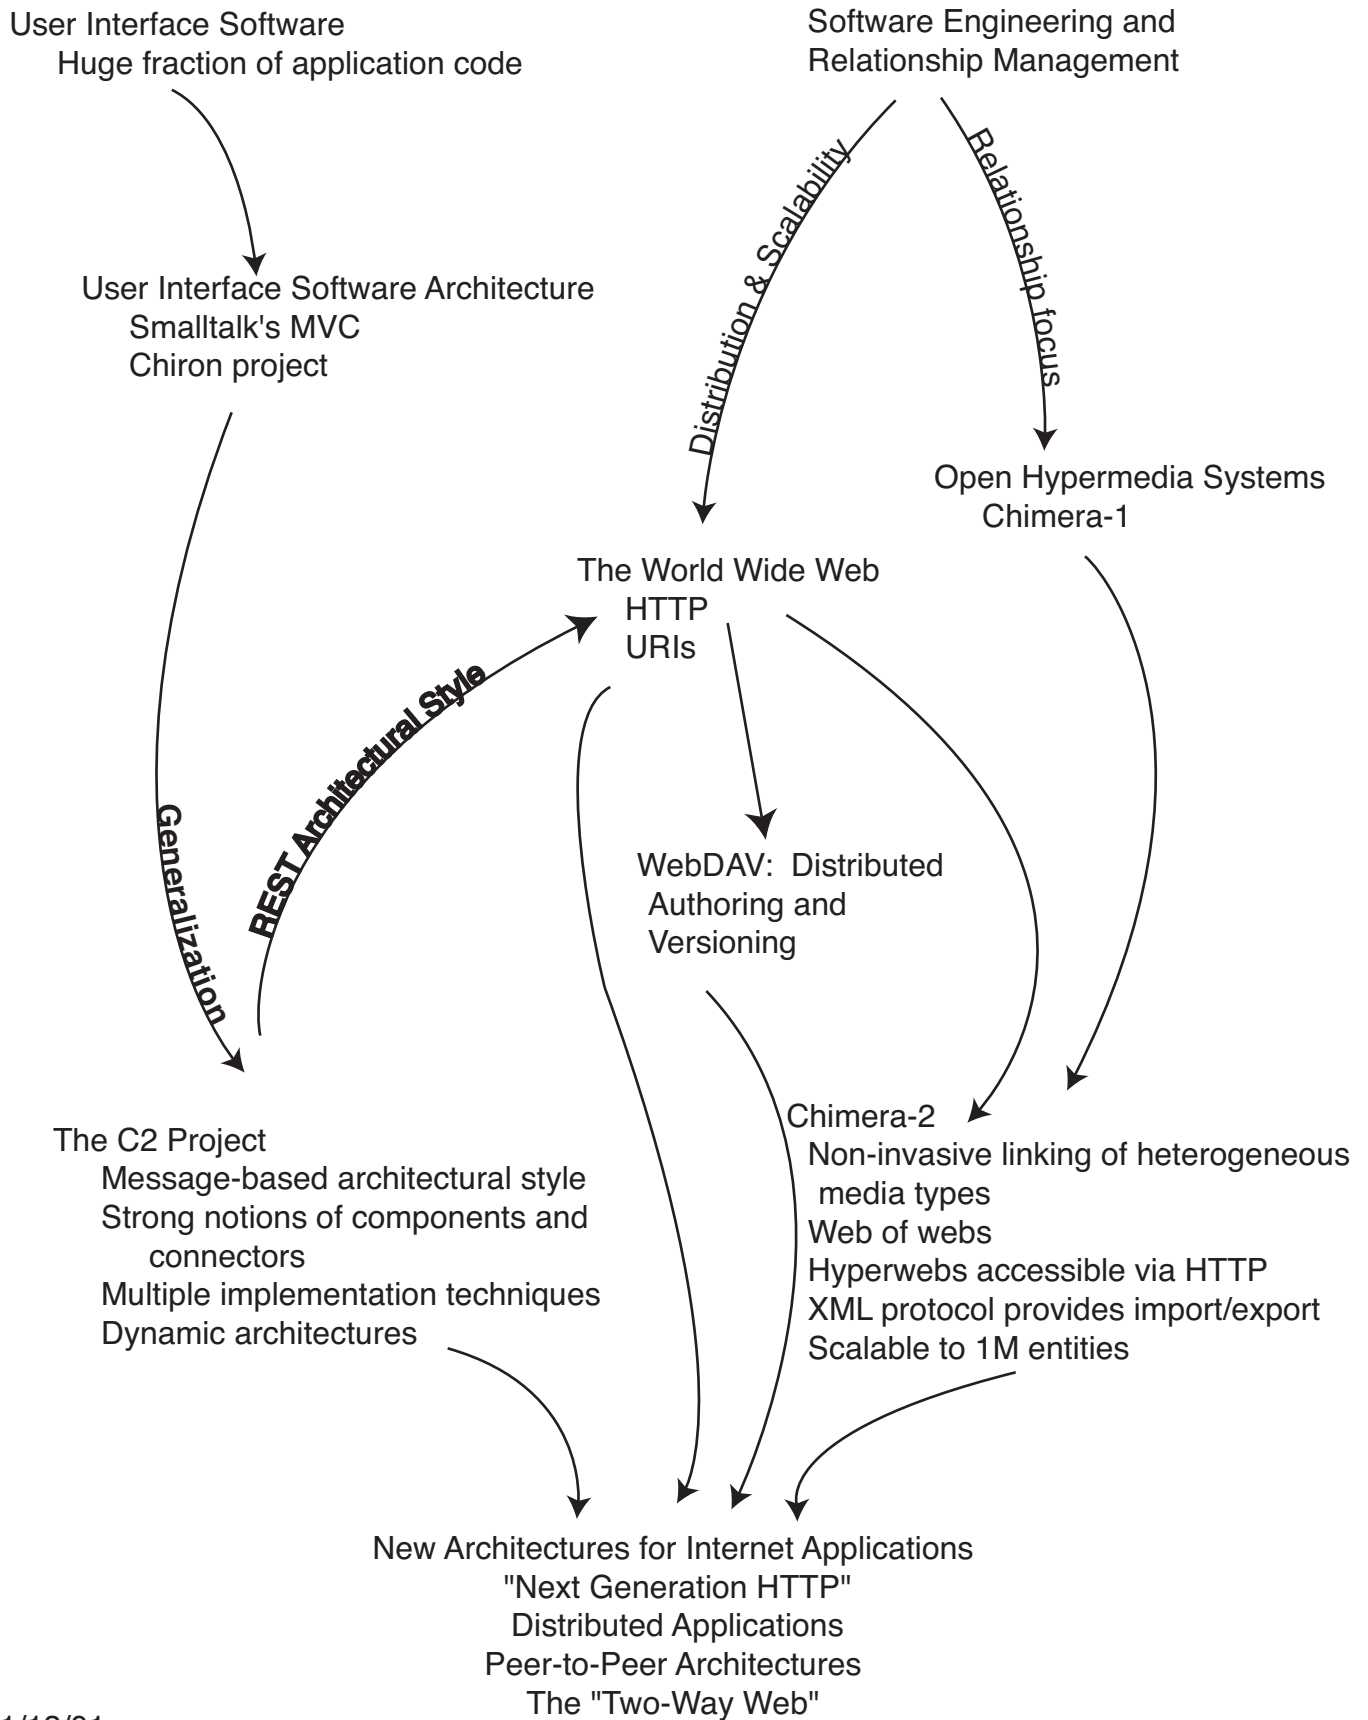 User Interface Software
Huge fraction of application code
Software Engineering and
Relationship Management
Distribution & Scalability
Relationship focus
User Interface Software Architecture
Smalltalk's MVC
Chiron project
Open Hypermedia Systems
Chimera-1
The World Wide Web
HTTP
URIs
REST Architectural Style
Generalization
WebDAV: Distributed
Authoring and
Versioning
The C2 Project
Message-based architectural style
Strong notions of components and
connectors
Multiple implementation techniques
Dynamic architectures
Chimera-2
Non-invasive linking of heterogeneous
media types
Web of webs
Hyperwebs accessible via HTTP
XML protocol provides import/export
Scalable to 1M entities
New Architectures for Internet Applications
"Next Generation HTTP"
Distributed Applications
Peer-to-Peer Architectures
The "Two-Way Web"